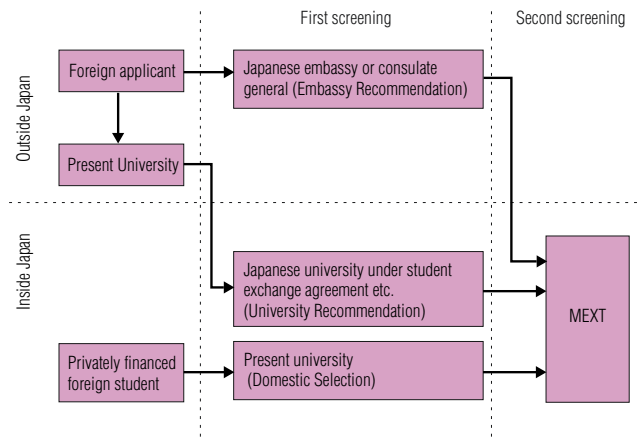 First screening
Second screening
Outside Japan
Foreign applicant
Japanese embassy or consulate
general (Embassy Recommendation)
Present University
Inside Japan
Japanese university under student
exchange agreement etc.
(University Recommendation)
MEXT
Privately financed
foreign student
Present university
(Domestic Selection)